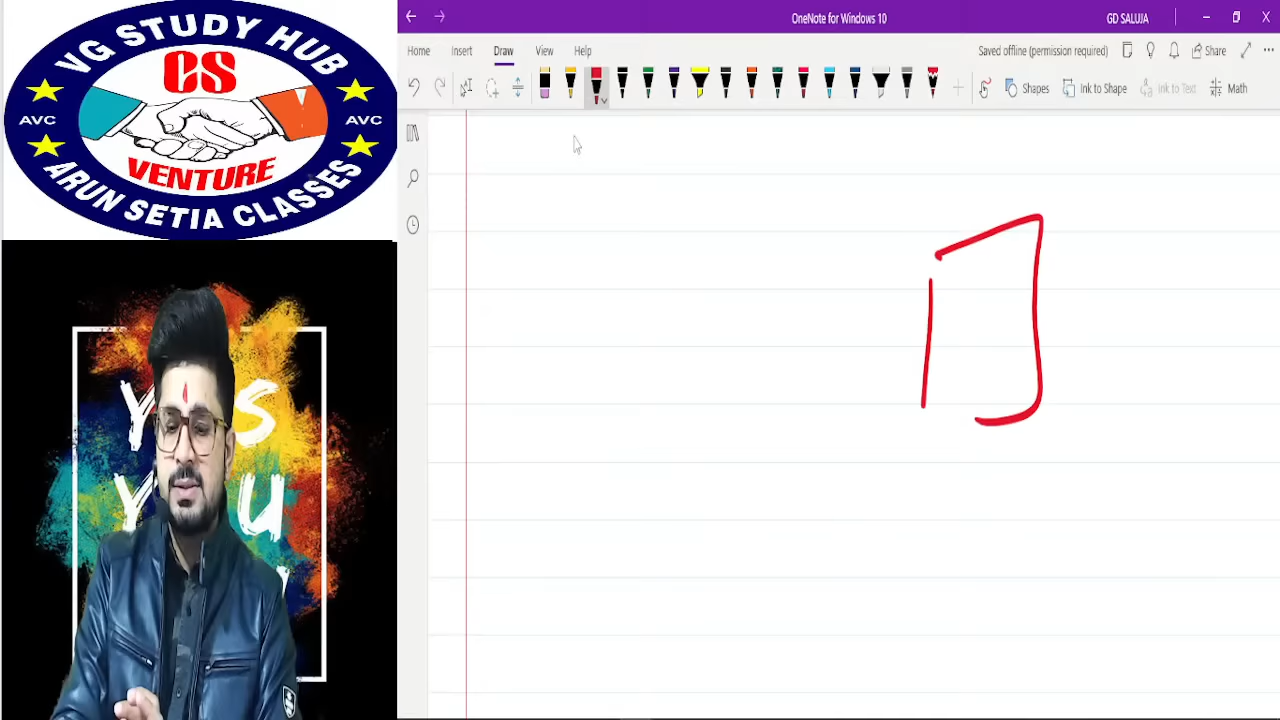 VG STUDY HUB
CS
AVC
AVC
VENTURE
ARUN SETIA CLASSES
OneNote for Windows 10
GD SALUJA
Home
Insert
Draw
View
Help
Saved offline (permission required)
Share
Shapes
Ink to Shape
Ink to Text
Math